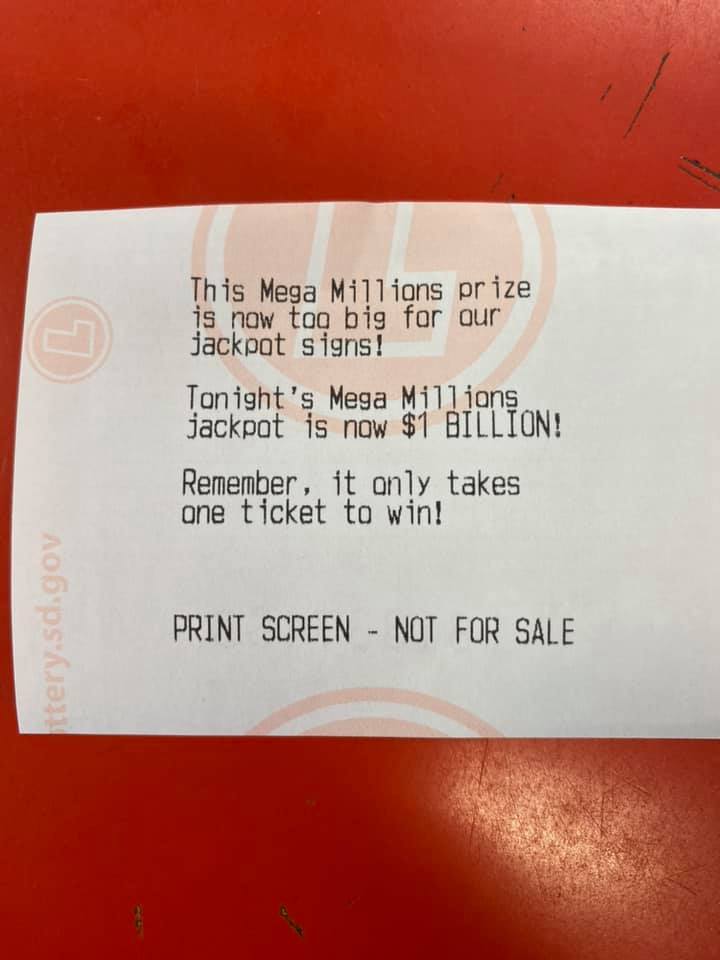 This Mega Millions prize
is now too big for our
jackpot signs!
Tonight's Mega Millions
jackpot is now $1 BILLION!
Remember, it only takes
one ticket to win!
PRINT SCREEN - NOT FOR SALE
ottery.sd.gov
L
L